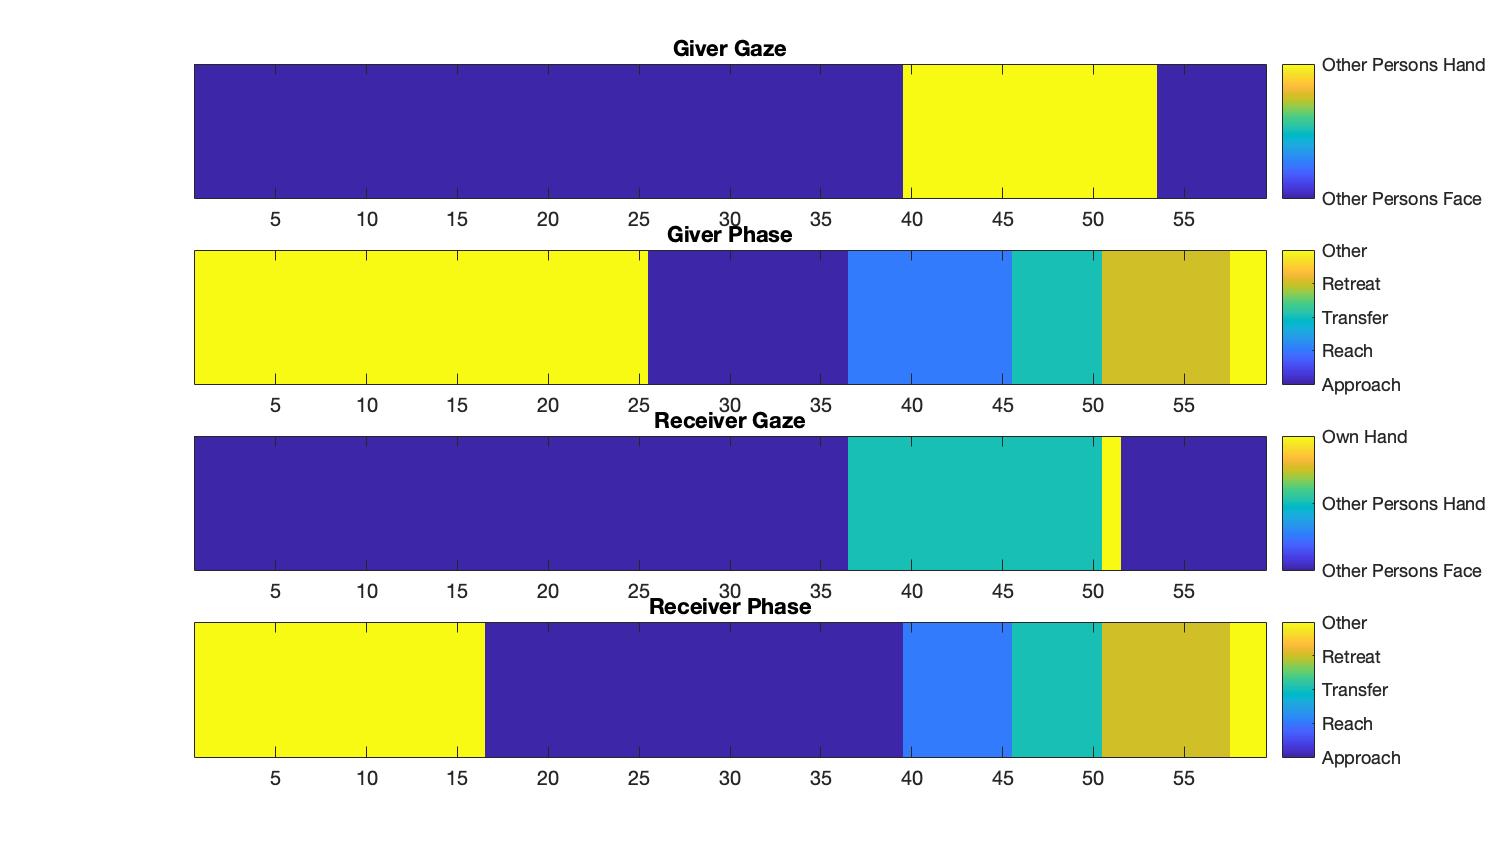 Giver Gaze
Other Persons Hand
Other Persons Face
5 10 15 20 25 30 35 40 45 50 55
Giver Phase
Other
Retreat
Transfer
Reach
Approach
5 10 15 20 25 30 35 40 45 50 55
Receiver Gaze
Own Hand
Other Persons Hand
Other Persons Face
5 10 15 20 25 30 35 40 45 50 55
Receiver Phase
Other
Retreat
Transfer
Reach
Approach
5 10 15 20 25 30 35 40 45 50 55